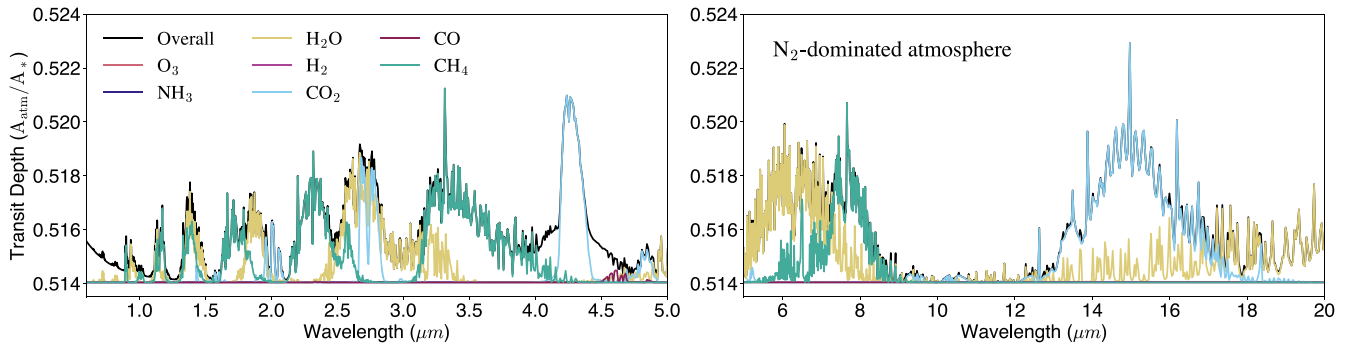 0.524
0.522
0.520
0.518
0.516
0.514
Transit Depth (A_atm/A_*)
Overall
O₃
NH₃
H₂O
H₂
CO₂
CO
CH₄
1.0 1.5 2.0 2.5 3.0 3.5 4.0 4.5 5.0
Wavelength (μm)
0.524
0.522
0.520
0.518
0.516
0.514
N₂-dominated atmosphere
6 8 10 12 14 16 18 20
Wavelength (μm)